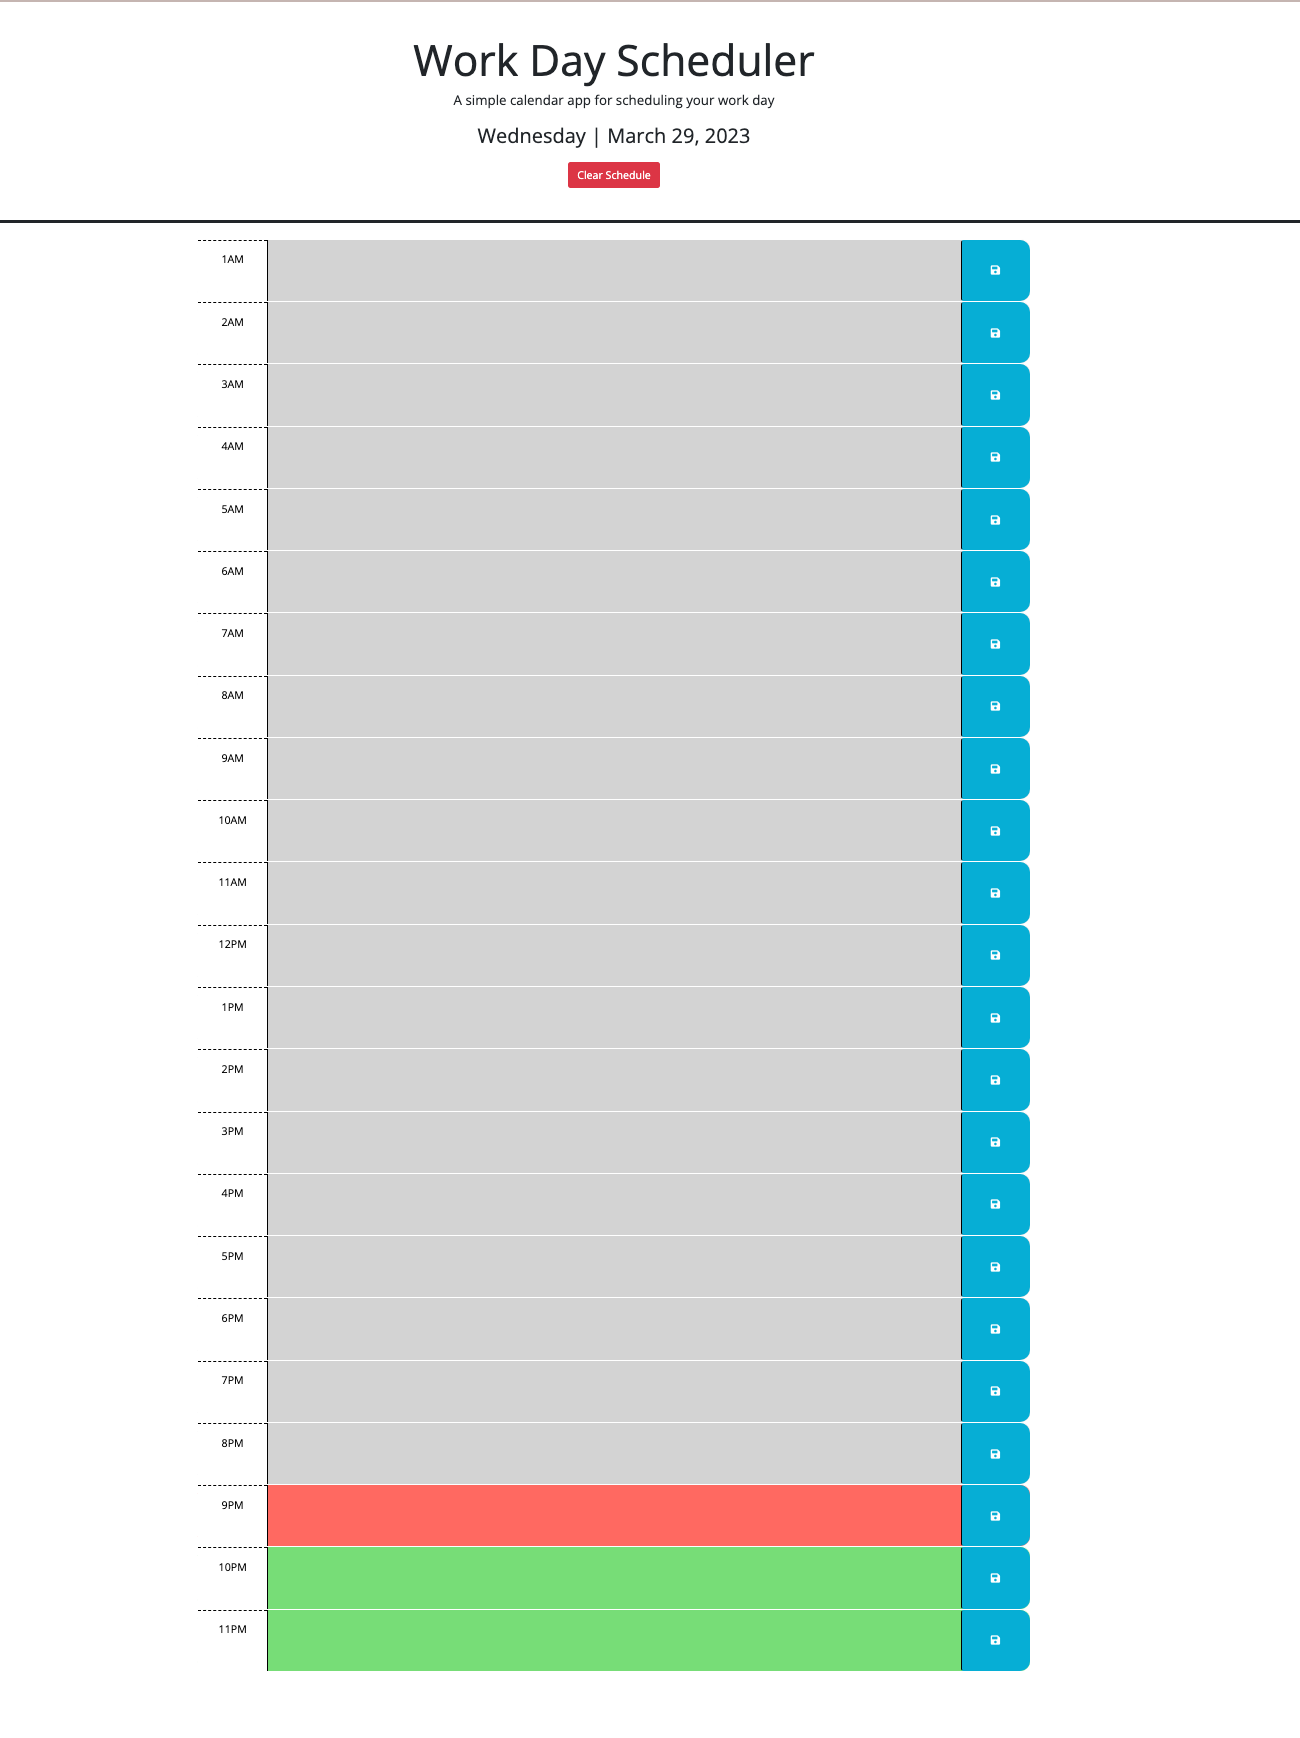 Work Day Scheduler
A simple calendar app for scheduling your work day
Wednesday | March 29, 2023
Clear Schedule
1AM
2AM
3AM
4AM
5AM
6AM
7AM
8AM
9AM
10AM
11AM
12PM
1PM
2PM
3PM
4PM
5PM
6PM
7PM
8PM
9PM
10PM
11PM